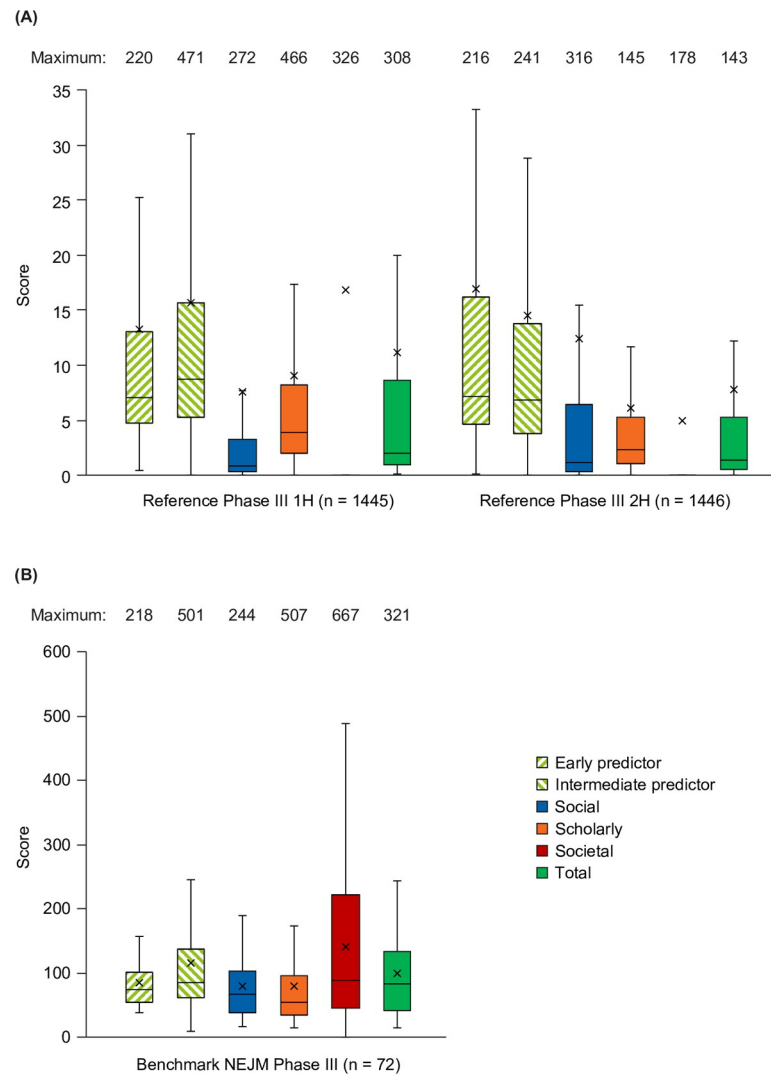 (A)
Maximum: 220 471 272 466 326 308 216 241 316 145 178 143
35
30
25
20
15
10
5
0
Score
Reference Phase III 1H (n = 1445) Reference Phase III 2H (n = 1446)
(B)
Maximum: 218 501 244 507 667 321
600
500
400
300
200
100
0
Score
Early predictor
Intermediate predictor
Social
Scholarly
Societal
Total
Benchmark NEJM Phase III (n = 72)